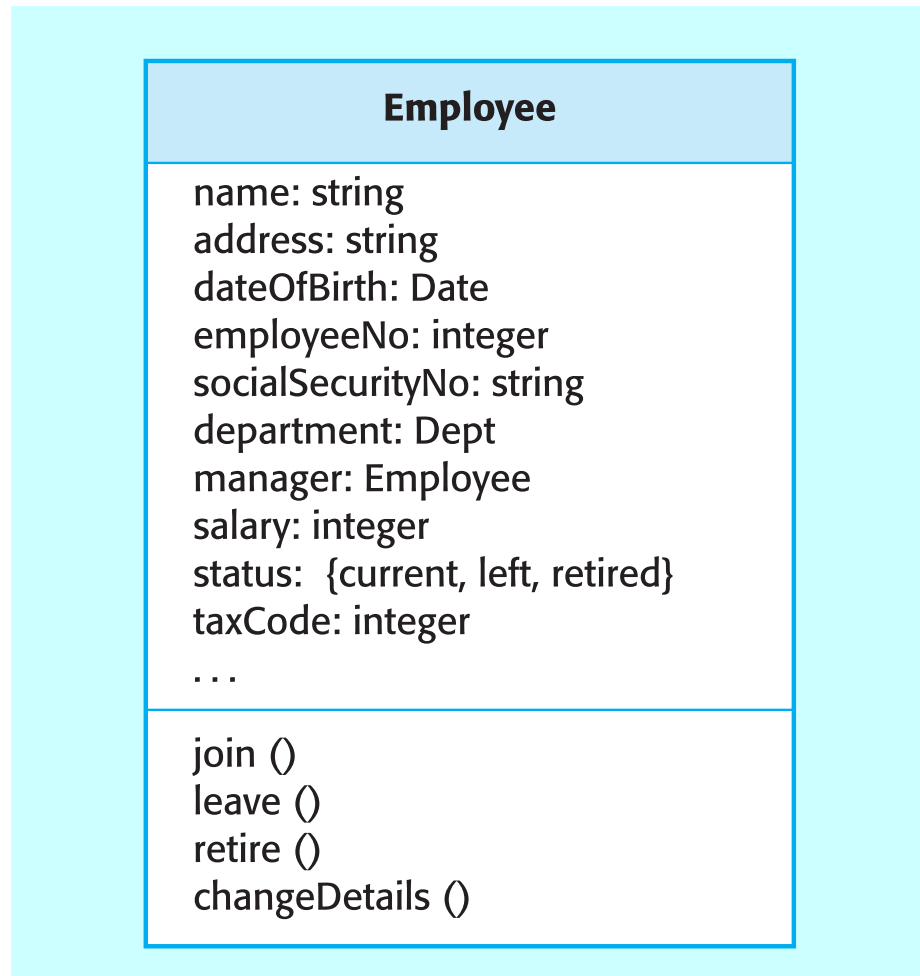 Employee
name: string
address: string
dateOfBirth: Date
employeeNo: integer
socialSecurityNo: string
department: Dept
manager: Employee
salary: integer
status:  {current, left, retired}
taxCode: integer
. . .
join ()
leave ()
retire ()
changeDetails ()